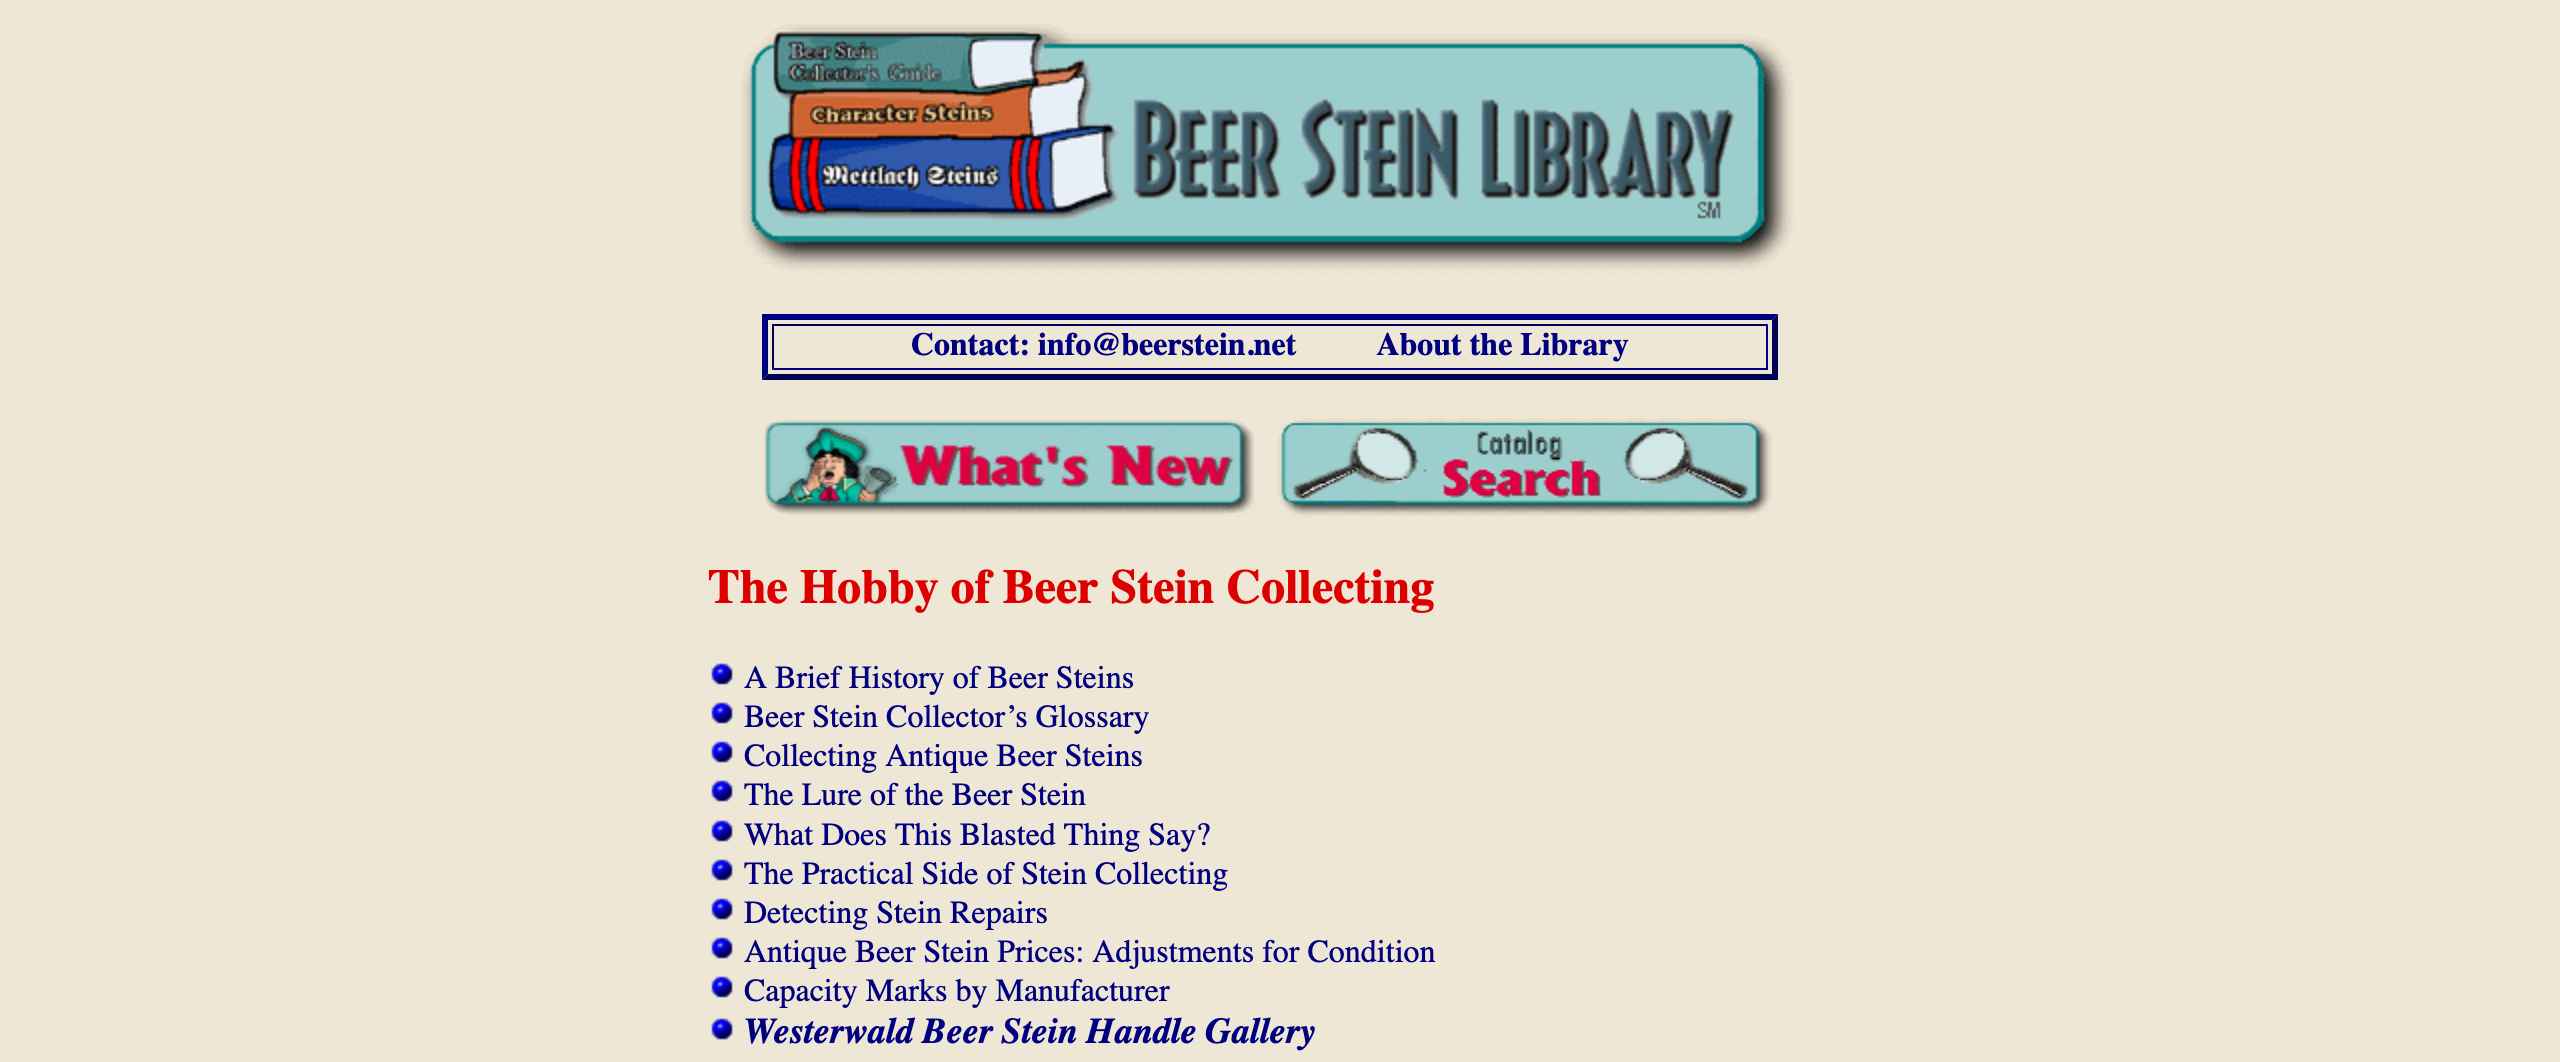 Beer Stein
Collector's Guide
Character Steins
Mettlach Steins
BEER STEIN LIBRARY
SM
Contact: info@beerstein.net About the Library
What's New
Catalog
Search
The Hobby of Beer Stein Collecting
A Brief History of Beer Steins
Beer Stein Collector’s Glossary
Collecting Antique Beer Steins
The Lure of the Beer Stein
What Does This Blasted Thing Say?
The Practical Side of Stein Collecting
Detecting Stein Repairs
Antique Beer Stein Prices: Adjustments for Condition
Capacity Marks by Manufacturer
Westerwald Beer Stein Handle Gallery